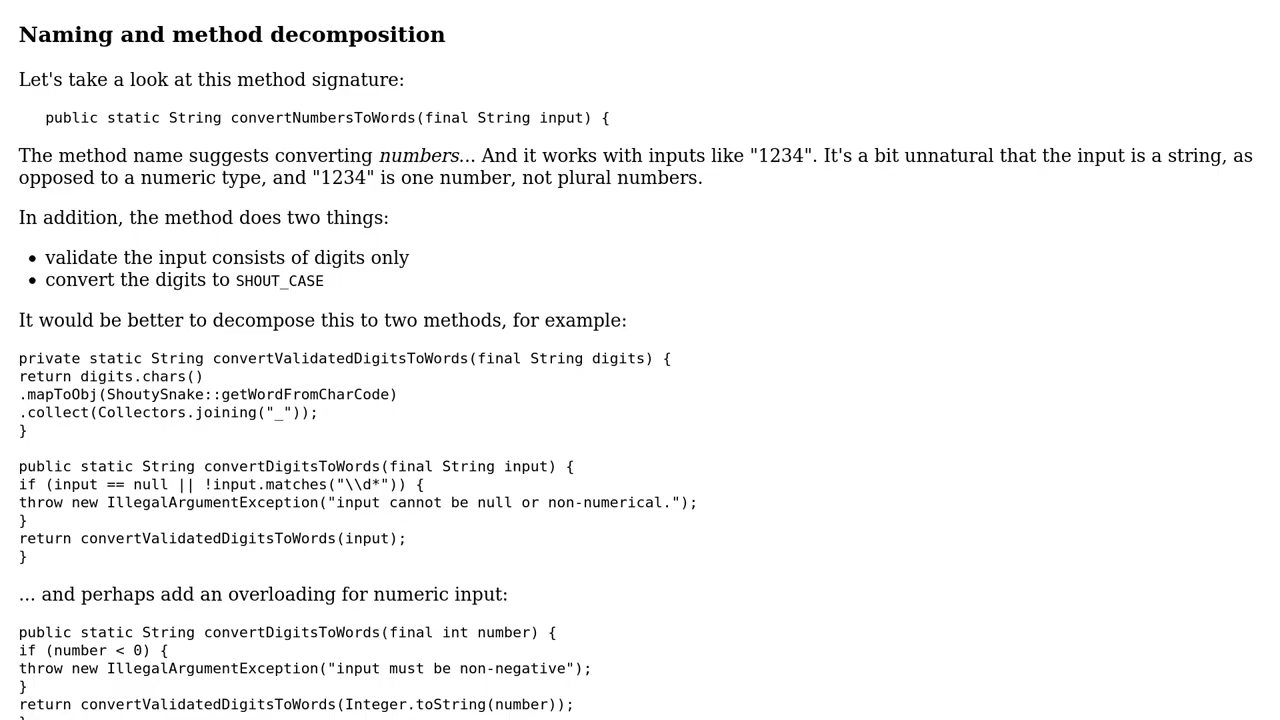 Naming and method decomposition
Let's take a look at this method signature:
public static String convertNumbersToWords(final String input) {
The method name suggests converting numbers... And it works with inputs like "1234". It's a bit unnatural that the input is a string, as
opposed to a numeric type, and "1234" is one number, not plural numbers.
In addition, the method does two things:
• validate the input consists of digits only
• convert the digits to SHOUT_CASE
It would be better to decompose this to two methods, for example:
private static String convertValidatedDigitsToWords(final String digits) {
return digits.chars()
.mapToObj(ShoutySnake::getWordFromCharCode)
.collect(Collectors.joining("_"));
}
public static String convertDigitsToWords(final String input) {
if (input == null || !input.matches("\\d*")) {
throw new IllegalArgumentException("input cannot be null or non-numerical.");
}
return convertValidatedDigitsToWords(input);
}
... and perhaps add an overloading for numeric input:
public static String convertDigitsToWords(final int number) {
if (number < 0) {
throw new IllegalArgumentException("input must be non-negative");
}
return convertValidatedDigitsToWords(Integer.toString(number));